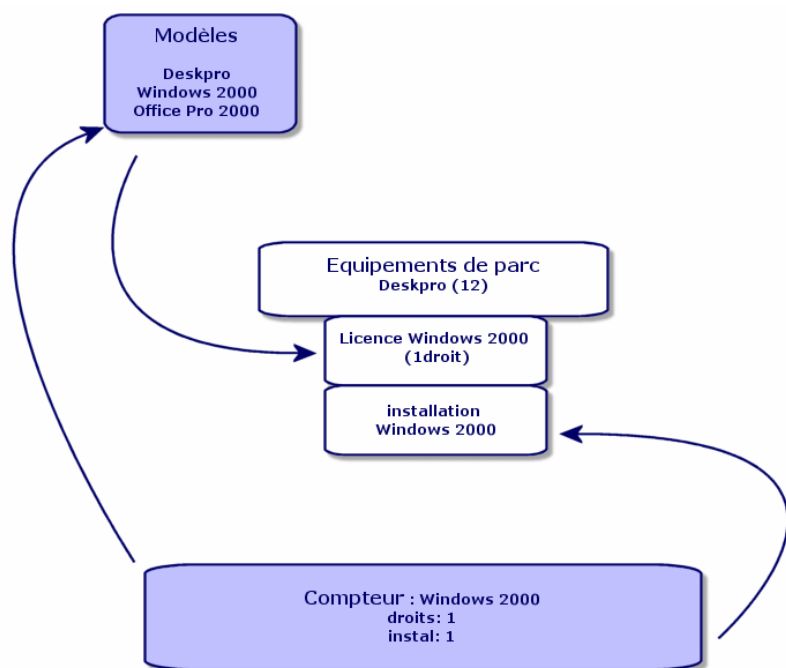 Modèles
Deskpro
Windows 2000
Office Pro 2000
Equipements de parc
Deskpro (12)
Licence Windows 2000
(1droit)
installation
Windows 2000
Compteur : Windows 2000
droits: 1
instal: 1